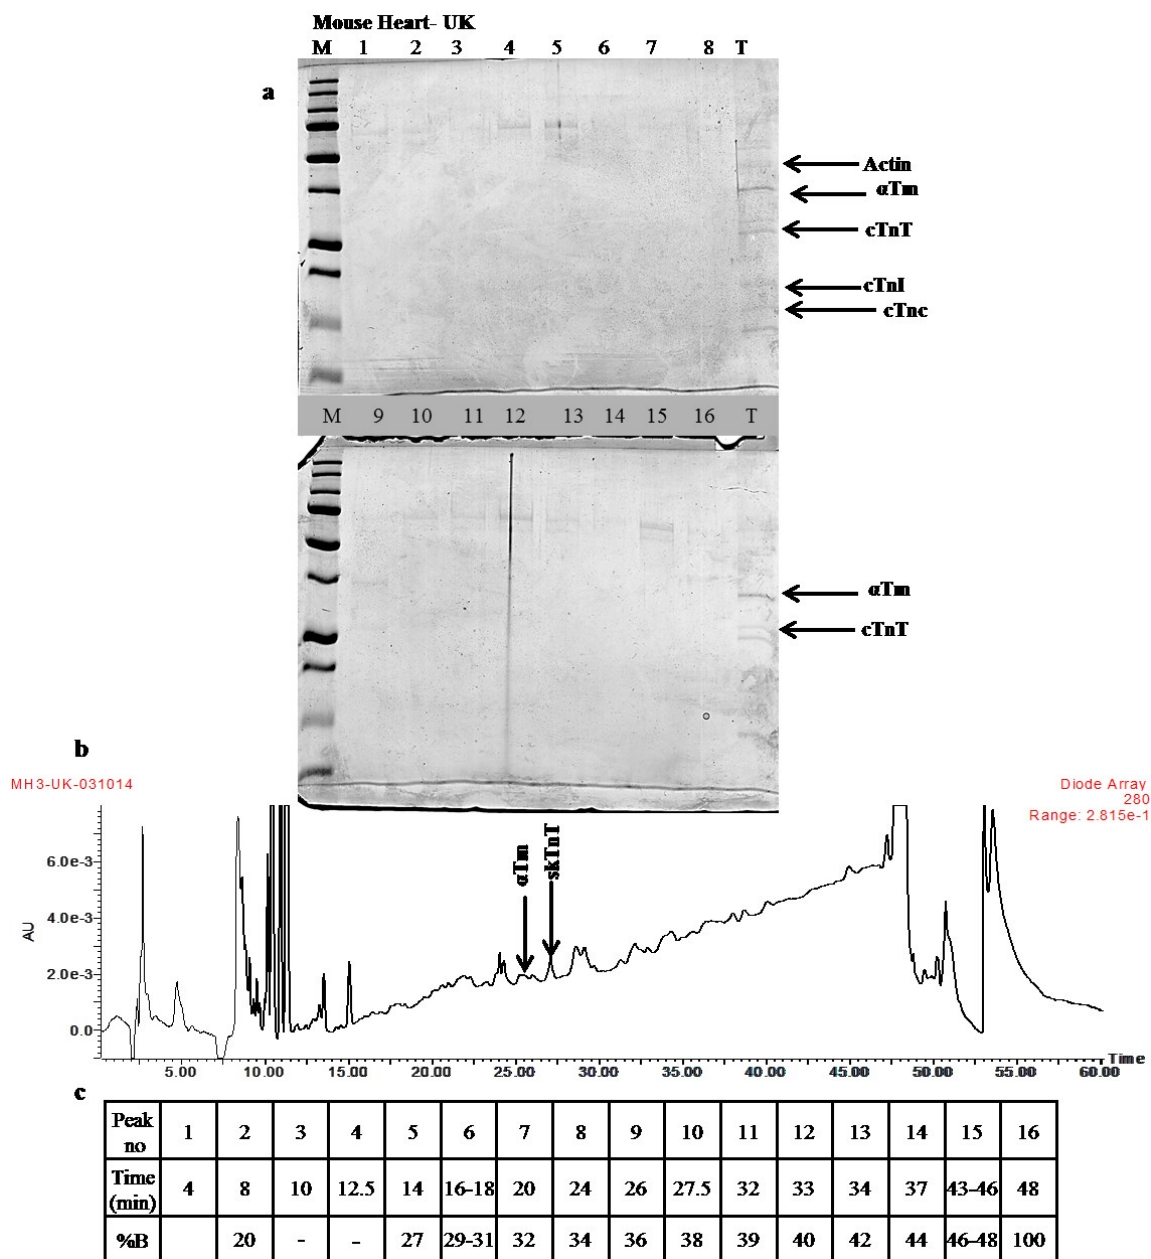 Mouse Heart- UK
M 1 2 3 4 5 6 7 8 T
a
Actin
αTm
cTnT
cTnI
cTnc
M 9 10 11 12 13 14 15 16 T
αTm
cTnT
b
MH3-UK-031014
Diode Array
280
Range: 2.815e-1
αTm
skTnT
AU
6.0e-3
4.0e-3
2.0e-3
0.0
5.00 10.00 15.00 20.00 25.00 30.00 35.00 40.00 45.00 50.00 55.00 60.00
Time
c
Peak no 1 2 3 4 5 6 7 8 9 10 11 12 13 14 15 16
Time (min) 4 8 10 12.5 14 16-18 20 24 26 27.5 32 33 34 37 43-46 48
%B 20 - - 27 29-31 32 34 36 38 39 40 42 44 46-48 100